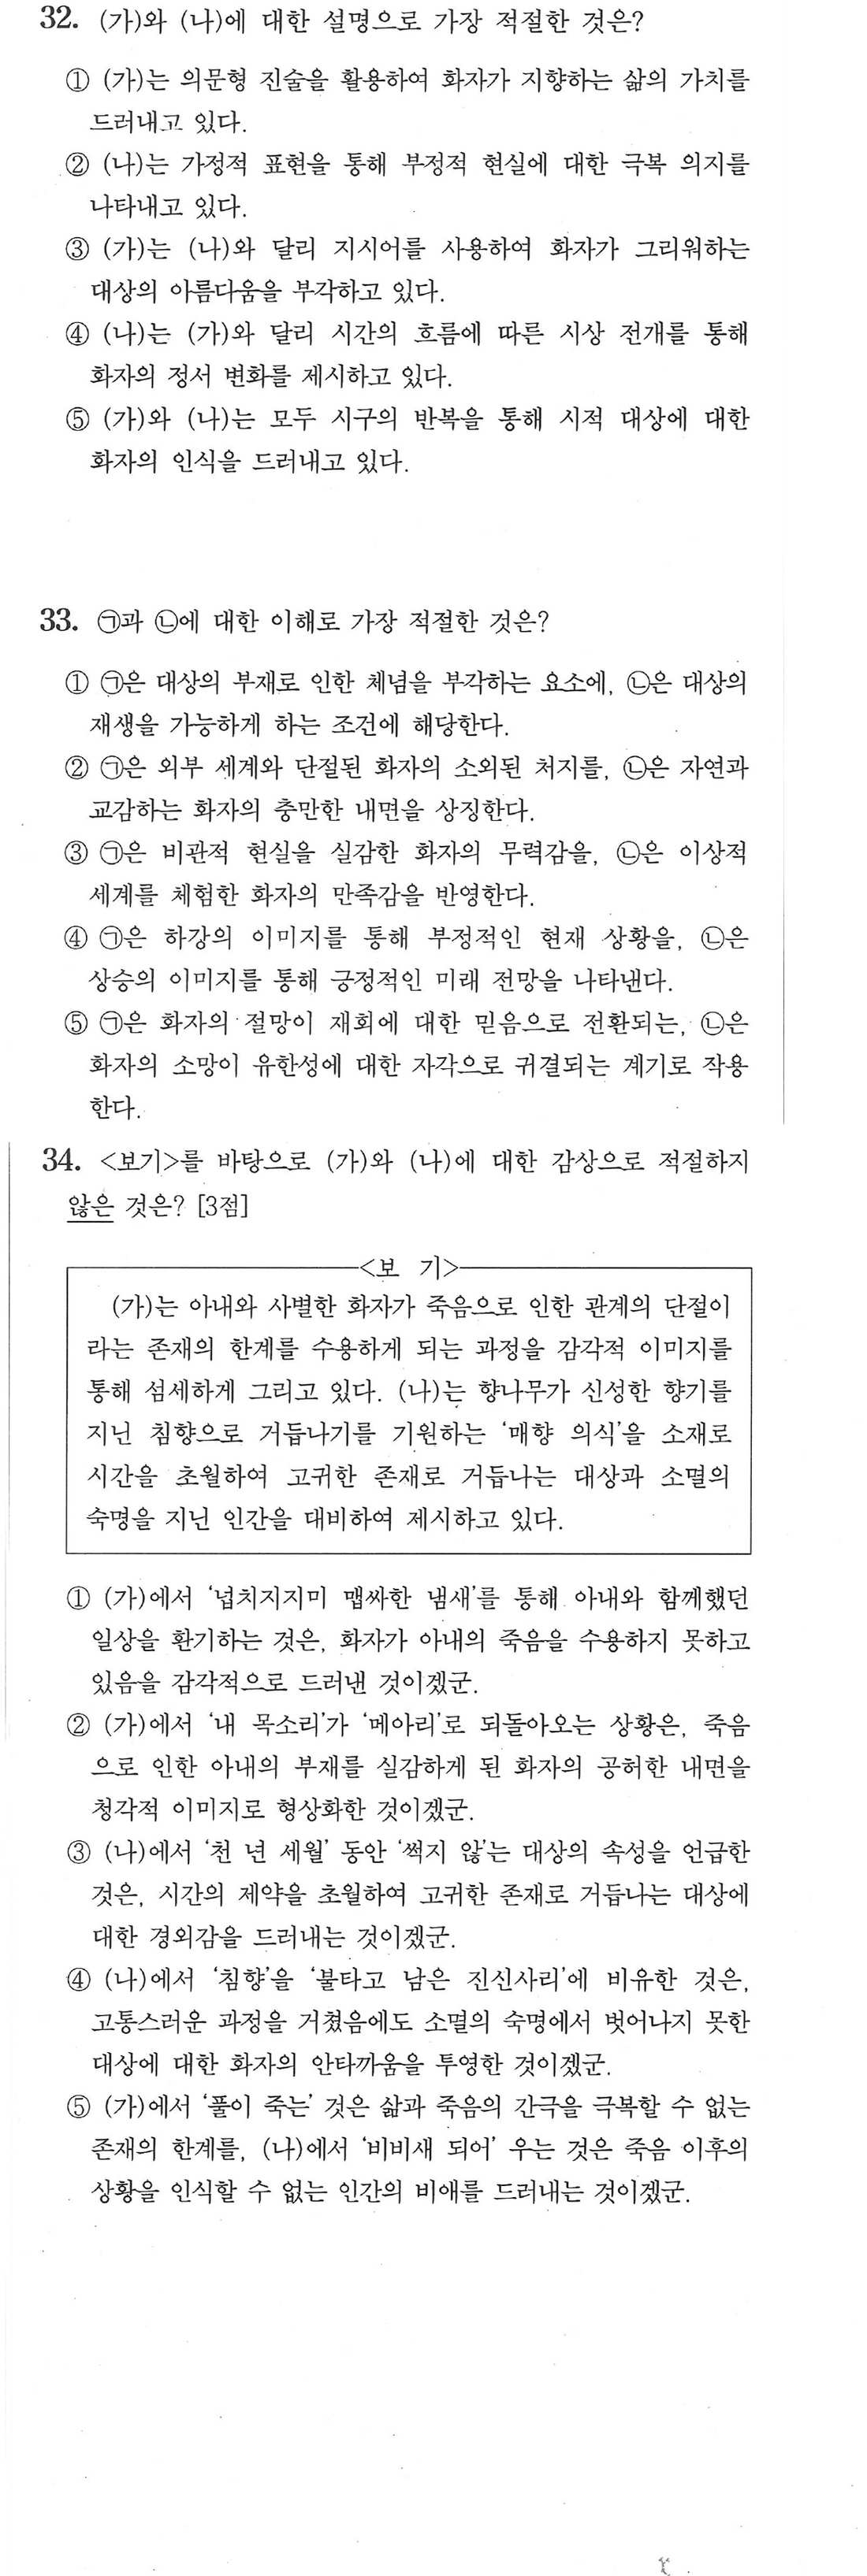 32. (가)와 (나)에 대한 설명으로 가장 적절한 것은?
① (가)는 의문형 진술을 활용하여 화자가 지향하는 삶의 가치를
드러내고 있다.
② (나)는 가정적 표현을 통해 부정적 현실에 대한 극복 의지를
나타내고 있다.
③ (가)는 (나)와 달리 지시어를 사용하여 화자가 그리워하는
대상의 아름다움을 부각하고 있다.
④ (나)는 (가)와 달리 시간의 흐름에 따른 시상 전개를 통해
화자의 정서 변화를 제시하고 있다.
⑤ (가)와 (나)는 모두 시구의 반복을 통해 시적 대상에 대한
화자의 인식을 드러내고 있다.
33. ㉠과 ㉡에 대한 이해로 가장 적절한 것은?
① ㉠은 대상의 부재로 인한 체념을 부각하는 요소에, ㉡은 대상의
재생을 가능하게 하는 조건에 해당한다.
② ㉠은 외부 세계와 단절된 화자의 소외된 처지를, ㉡은 자연과
교감하는 화자의 충만한 내면을 상징한다.
③ ㉠은 비관적 현실을 실감한 화자의 무력감을, ㉡은 이상적
세계를 체험한 화자의 만족감을 반영한다.
④ ㉠은 하강의 이미지를 통해 부정적인 현재 상황을, ㉡은
상승의 이미지를 통해 긍정적인 미래 전망을 나타낸다.
⑤ ㉠은 화자의 절망이 재회에 대한 믿음으로 전환되는, ㉡은
화자의 소망이 유한성에 대한 자각으로 귀결되는 계기로 작용
한다.
34. <보기>를 바탕으로 (가)와 (나)에 대한 감상으로 적절하지
않은 것은? [3점]
<보 기>
(가)는 아내와 사별한 화자가 죽음으로 인한 관계의 단절이
라는 존재의 한계를 수용하게 되는 과정을 감각적 이미지를
통해 섬세하게 그리고 있다. (나)는 향나무가 신성한 향기를
지닌 침향으로 거듭나기를 기원하는 ‘매향 의식’을 소재로
시간을 초월하여 고귀한 존재로 거듭나는 대상과 소멸의
숙명을 지닌 인간을 대비하여 제시하고 있다.
① (가)에서 ‘넙치지지미 맵싸한 냄새’를 통해 아내와 함께했던
일상을 환기하는 것은, 화자가 아내의 죽음을 수용하지 못하고
있음을 감각적으로 드러낸 것이겠군.
② (가)에서 ‘내 목소리’가 ‘메아리’로 되돌아오는 상황은, 죽음
으로 인한 아내의 부재를 실감하게 된 화자의 공허한 내면을
청각적 이미지로 형상화한 것이겠군.
③ (나)에서 ‘천 년 세월’ 동안 ‘썩지 않’는 대상의 속성을 언급한
것은, 시간의 제약을 초월하여 고귀한 존재로 거듭나는 대상에
대한 경외감을 드러내는 것이겠군.
④ (나)에서 ‘침향’을 ‘불타고 남은 진신사리’에 비유한 것은,
고통스러운 과정을 거쳤음에도 소멸의 숙명에서 벗어나지 못한
대상에 대한 화자의 안타까움을 투영한 것이겠군.
⑤ (가)에서 ‘풀이 죽는’ 것은 삶과 죽음의 간극을 극복할 수 없는
존재의 한계를, (나)에서 ‘비비새 되어’ 우는 것은 죽음 이후의
상황을 인식할 수 없는 인간의 비애를 드러내는 것이겠군.